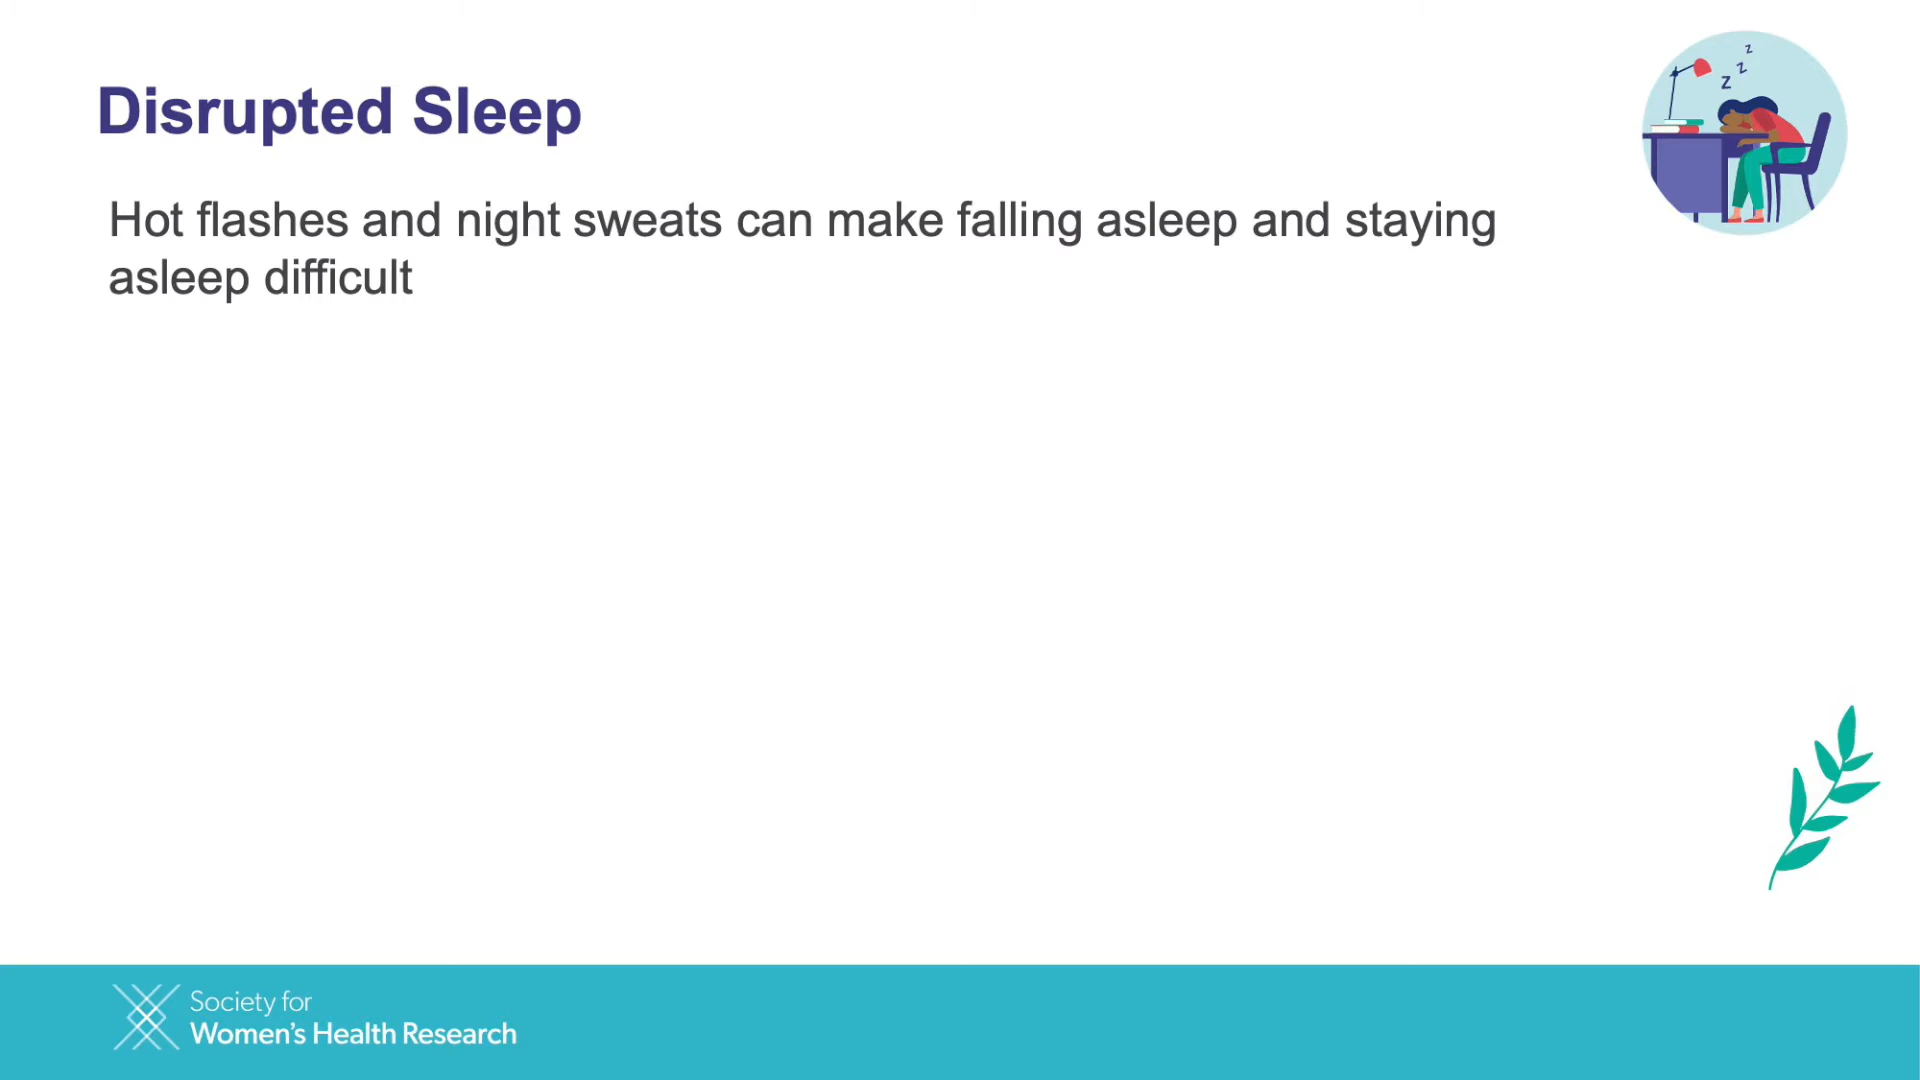 Disrupted Sleep
Hot flashes and night sweats can make falling asleep and staying
asleep difficult
z
z
z
Society for
Women's Health Research